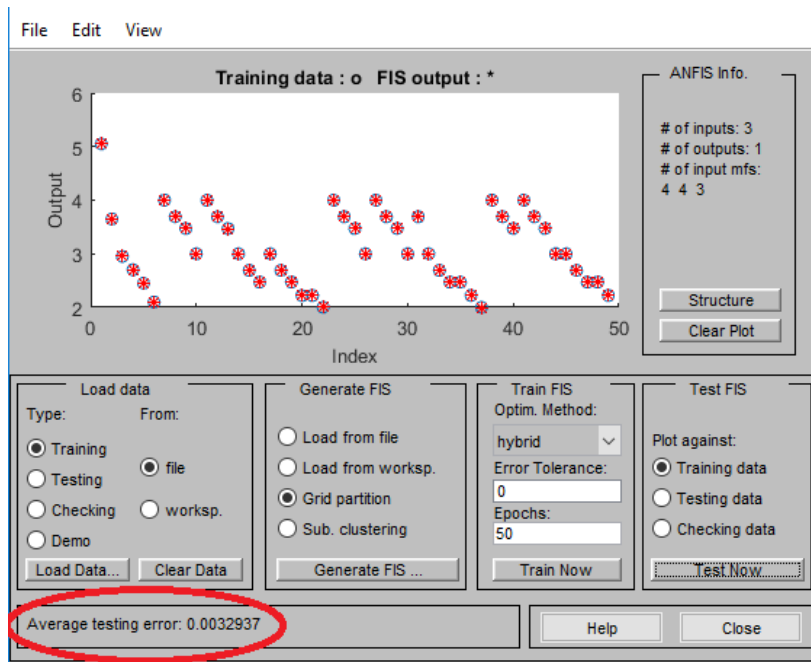 File Edit View
Training data : o FIS output : *
6
5
4
3
2
Output
0 10 20 30 40 50
Index
ANFIS Info.
# of inputs: 3
# of outputs: 1
# of input mfs:
4 4 3
Structure
Clear Plot
Load data
Type: From:
Training
file
Testing
Checking
worksp.
Demo
Load Data... Clear Data
Generate FIS
Load from file
Load from worksp.
Grid partition
Sub. clustering
Generate FIS ...
Train FIS
Optim. Method:
hybrid
Error Tolerance:
0
Epochs:
50
Train Now
Test FIS
Plot against:
Training data
Testing data
Checking data
Test Now
Average testing error: 0.0032937
Help
Close